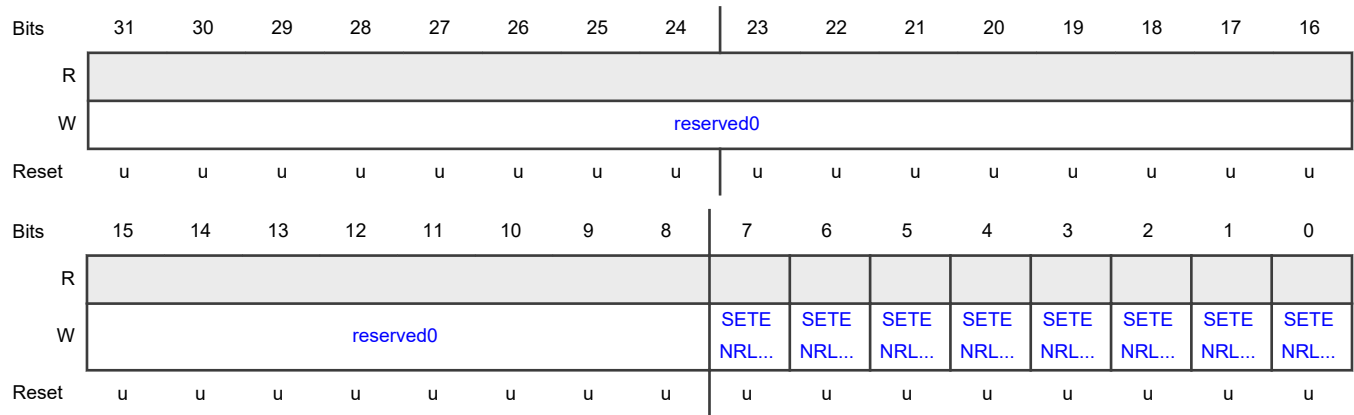 Bits 31 30 29 28 27 26 25 24 23 22 21 20 19 18 17 16
R
W reserved0
Reset u u u u u u u u u u u u u u u u
Bits 15 14 13 12 11 10 9 8 7 6 5 4 3 2 1 0
R
W reserved0 SETE NRL... SETE NRL... SETE NRL... SETE NRL... SETE NRL... SETE NRL... SETE NRL... SETE NRL...
Reset u u u u u u u u u u u u u u u u